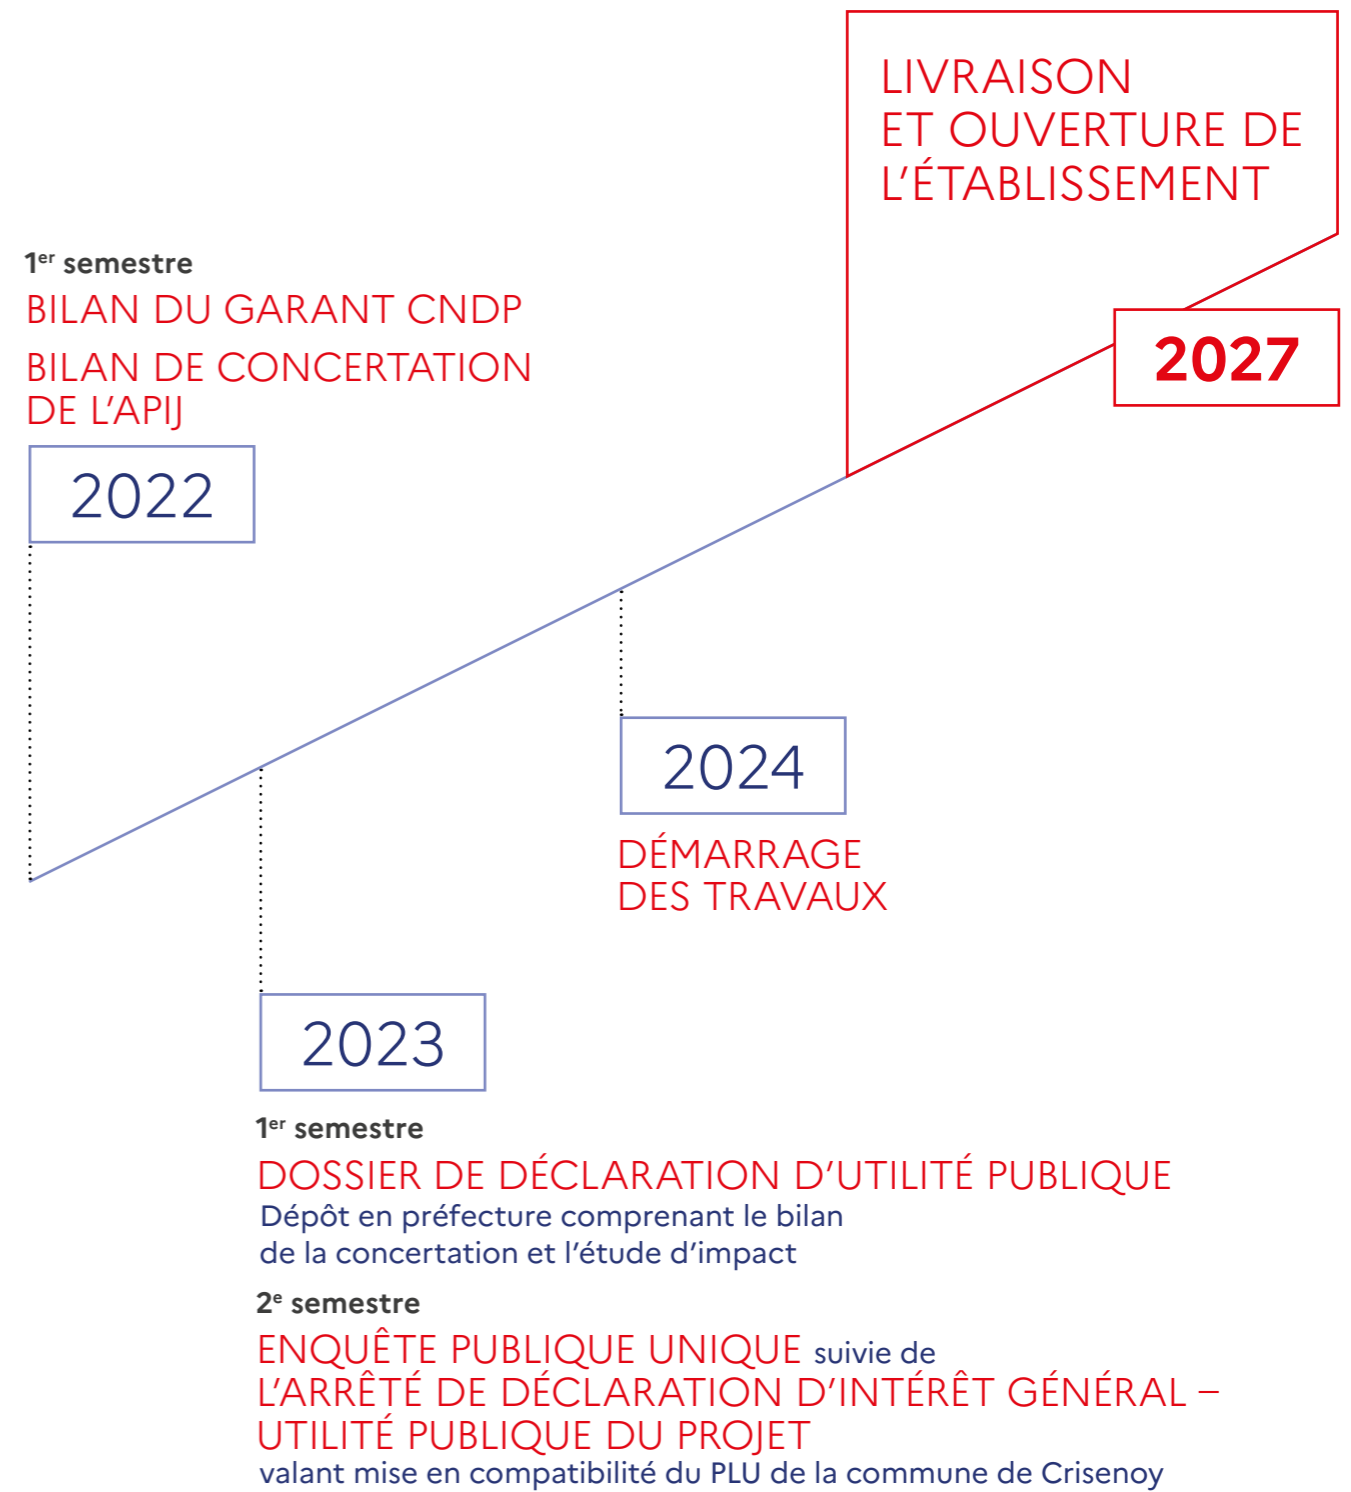 1er semestre
BILAN DU GARANT CNDP
BILAN DE CONCERTATION
DE L'APIJ
2022
1er semestre
2023
DOSSIER DE DÉCLARATION D'UTILITÉ PUBLIQUE
Dépôt en préfecture comprenant le bilan
de la concertation et l'étude d'impact
2e semestre
ENQUÊTE PUBLIQUE UNIQUE suivie de
L'ARRÊTÉ DE DÉCLARATION D'INTÉRÊT GÉNÉRAL –
UTILITÉ PUBLIQUE DU PROJET
valant mise en compatibilité du PLU de la commune de Crisenoy
2024
DÉMARRAGE
DES TRAVAUX
LIVRAISON
ET OUVERTURE DE
L'ÉTABLISSEMENT
2027